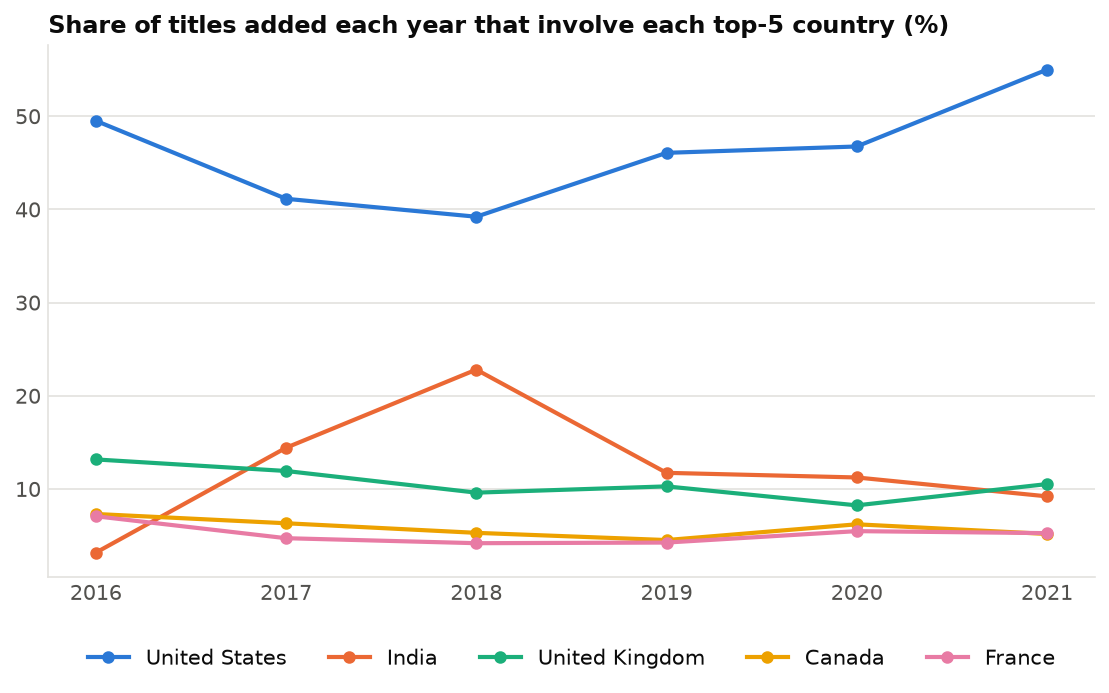 Share of titles added each year that involve each top-5 country (%)
50
40
30
20
10
2016 2017 2018 2019 2020 2021
United States India United Kingdom Canada France